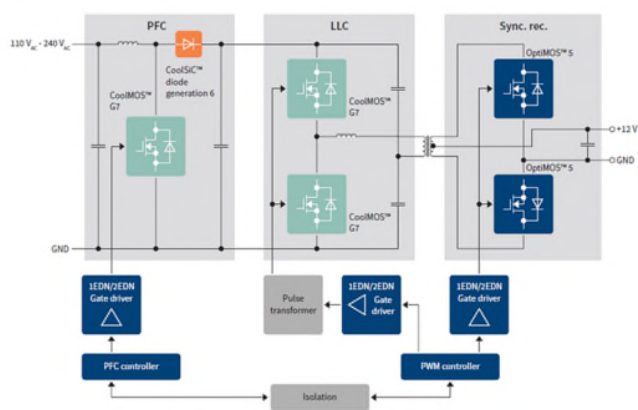 PFC
LLC
Sync. rec.
110 V_AC - 240 V_AC
CoolSiC™
diode
generation 6
CoolMOS™
G7
CoolMOS™
G7
CoolMOS™
G7
OptiMOS™ 5
OptiMOS™ 5
+12 V
GND
GND
1EDN/2EDN
Gate driver
Pulse
transformer
1EDN/2EDN
Gate
driver
1EDN/2EDN
Gate driver
PFC controller
PWM controller
Isolation